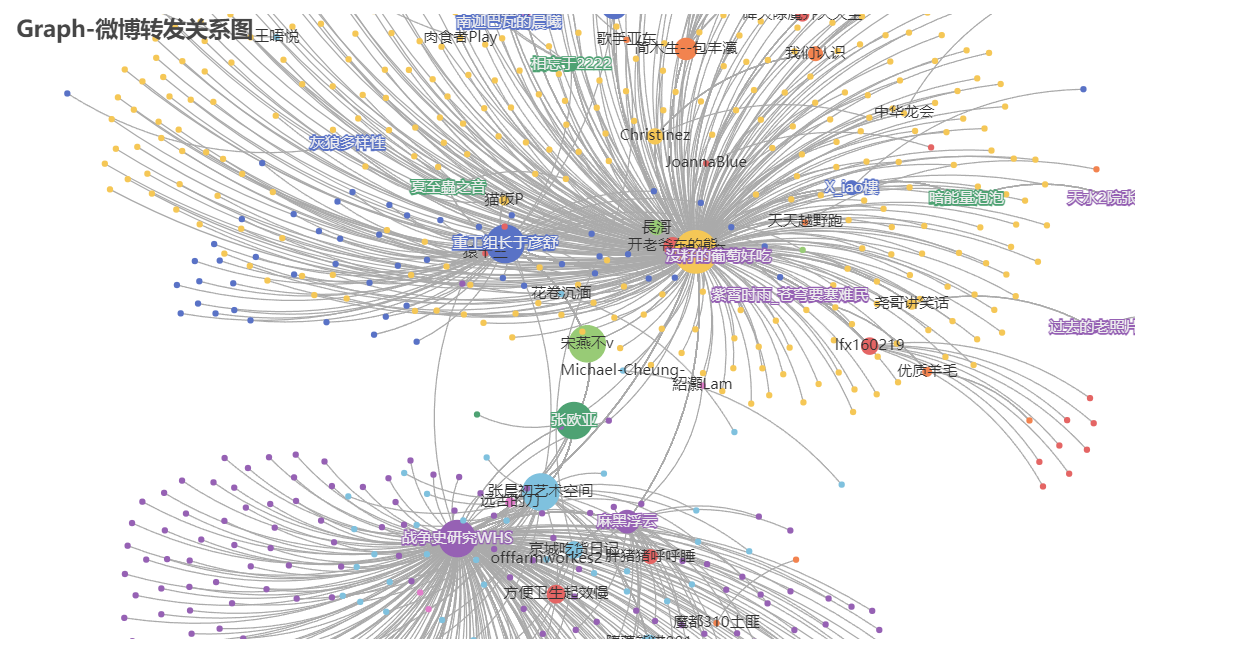 Graph-微博转发关系图
王唔悦
南迦巴瓦的晨曦
肉食者Play
歌手亚东
简木生--包丰瀛
我们认识
相忘于2222
中华龙会
Christinez
灰狼多样性
JoannaBlue
夏至鑫之音
猫饭P
X_iao樓
暗能量泡泡
天水2院张
長哥
天天越野跑
重工组长于彦舒
开老爷车的熊
没籽的葡萄好吃
花卷沉湎
紫霄时雨_苍穹要塞难民
尧哥讲笑话
过去的老照片
宋燕不v
lfx160219
Michael-Cheung-
优质羊毛
紹灝Lam
张欧亚
张晨初艺术空间
远古的刀
麻黑浮云
战争史研究WHS
京城吃货日记
offfarmworkes2
胖猪猪呼呼睡
方便卫生起效慢
魔都310土匪